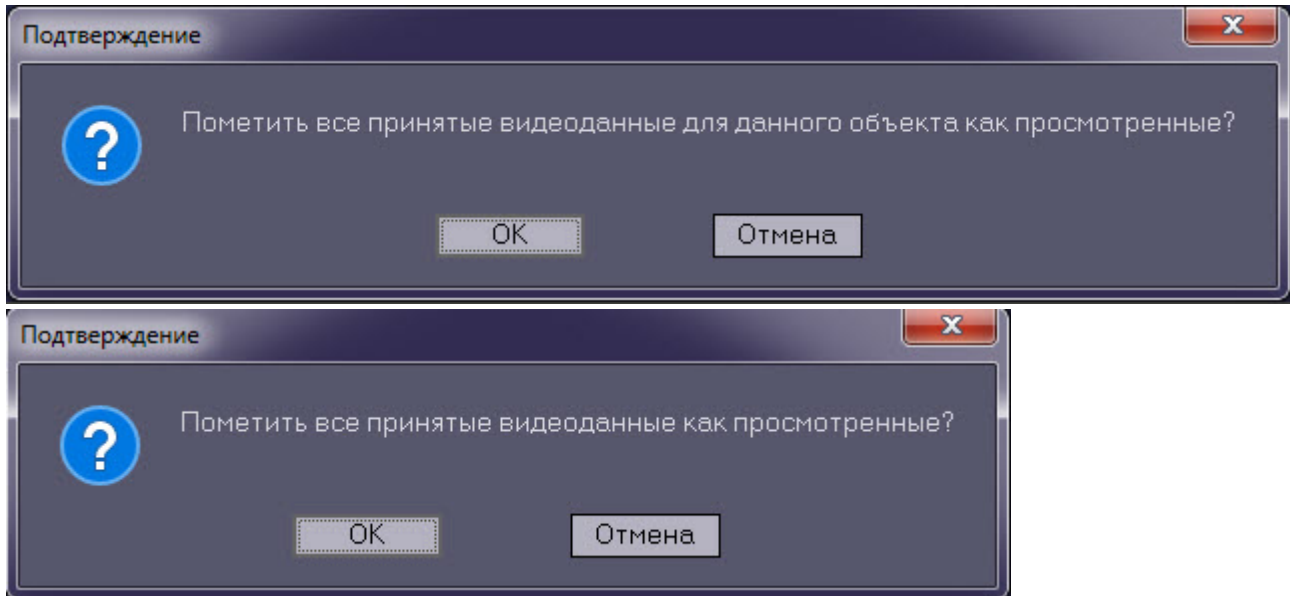 Подтверждение
Пометить все принятые видеоданные для данного объекта как просмотренные?
OK Отмена
Подтверждение
Пометить все принятые видеоданные как просмотренные?
OK Отмена